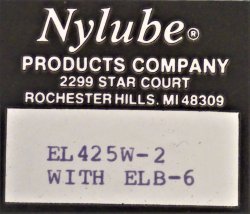 Nylube®
PRODUCTS COMPANY
2299 STAR COURT
ROCHESTER HILLS, MI 48309
EL425W-2
WITH ELB-6